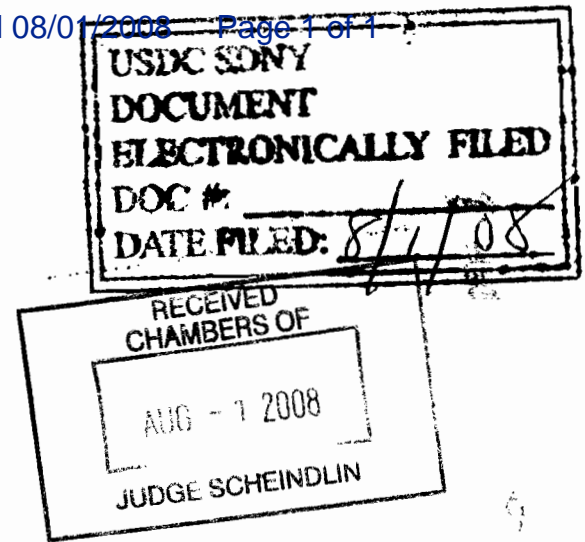 08/01/2008 Page 1 of 1
USDC SDNY
DOCUMENT
ELECTRONICALLY FILED
DOC #:
DATE FILED: 8/1/08
RECEIVED
CHAMBERS OF
AUG - 1 2008
JUDGE SCHEINDLIN